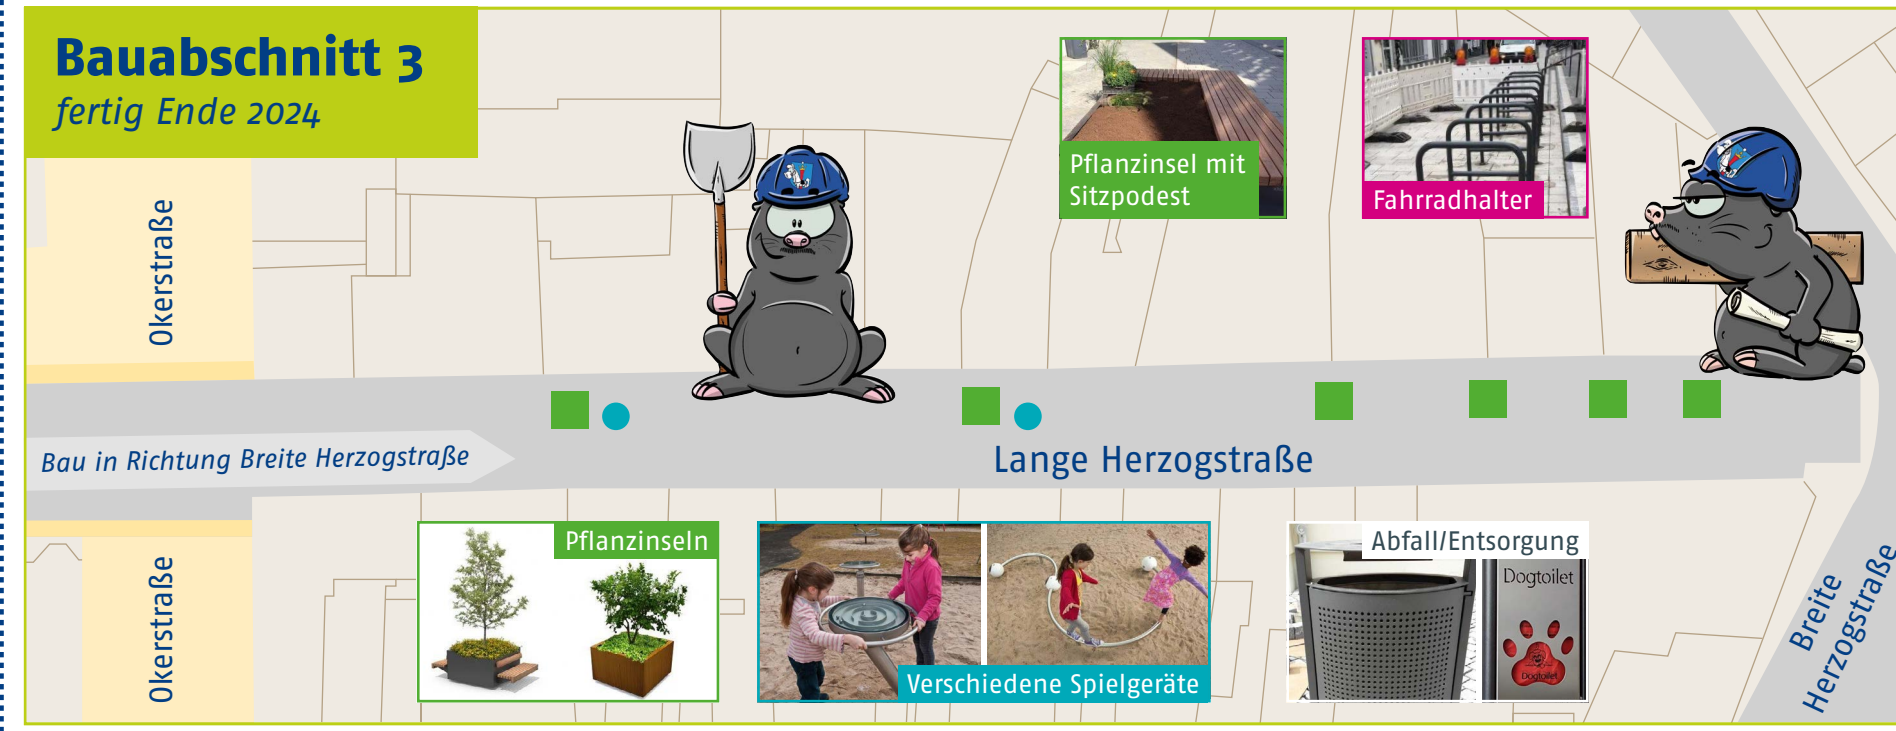 Bauabschnitt 3
fertig Ende 2024
Okerstraße
Pflanzinsel mit
Sitzpodest
Fahrradhalter
Bau in Richtung Breite Herzogstraße
Lange Herzogstraße
Okerstraße
Pflanzinseln
Verschiedene Spielgeräte
Abfall/Entsorgung
Dogtoilet
Dogtoilet
Breite
Herzogstraße